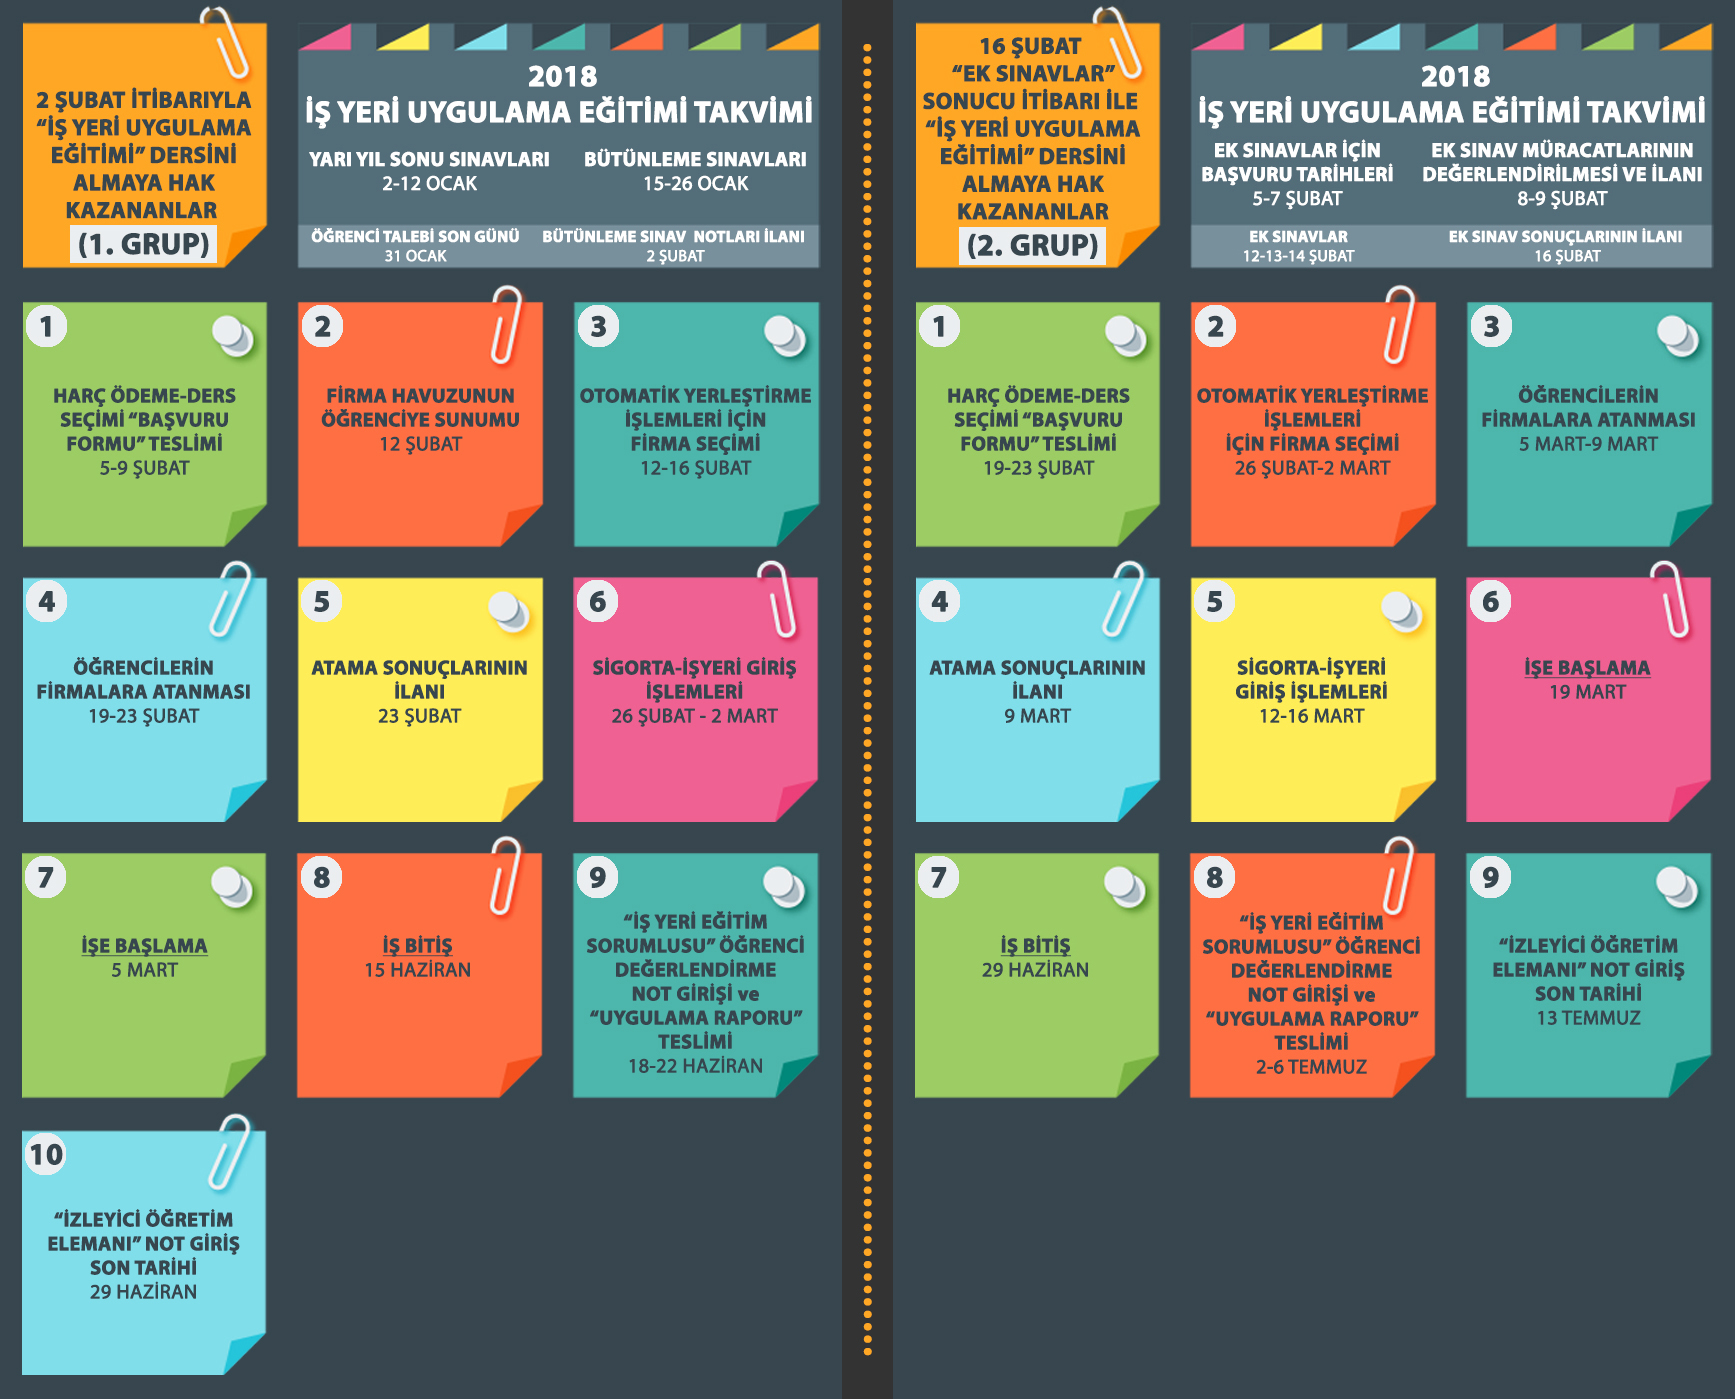 2 ŞUBAT İTİBARIYLA
“İŞ YERİ UYGULAMA
EĞİTİMİ” DERSİNİ
ALMAYA HAK
KAZANANLAR
(1. GRUP)
2018
İŞ YERİ UYGULAMA EĞİTİMİ TAKVİMİ
YARI YIL SONU SINAVLARI
2-12 OCAK
BÜTÜNLEME SINAVLARI
15-26 OCAK
ÖĞRENCİ TALEBİ SON GÜNÜ
31 OCAK
BÜTÜNLEME SINAV NOTLARI İLANI
2 ŞUBAT
1
HARÇ ÖDEME-DERS
SEÇİMİ “BAŞVURU
FORMU” TESLİMİ
5-9 ŞUBAT
2
FİRMA HAVUZUNUN
ÖĞRENCİYE SUNUMU
12 ŞUBAT
3
OTOMATİK YERLEŞTİRME
İŞLEMLERİ İÇİN
FİRMA SEÇİMİ
12-16 ŞUBAT
4
ÖĞRENCİLERİN
FİRMALARA ATANMASI
19-23 ŞUBAT
5
ATAMA SONUÇLARININ
İLANI
23 ŞUBAT
6
SİGORTA-İŞYERİ GİRİŞ
İŞLEMLERİ
26 ŞUBAT - 2 MART
7
İŞE BAŞLAMA
5 MART
8
İŞ BİTİŞ
15 HAZİRAN
9
“İŞ YERİ EĞİTİM
SORUMLUSU” ÖĞRENCİ
DEĞERLENDİRME
NOT GİRİŞİ ve
“UYGULAMA RAPORU”
TESLİMİ
18-22 HAZİRAN
10
“İZLEYİCİ ÖĞRETİM
ELEMANI” NOT GİRİŞ
SON TARİHİ
29 HAZİRAN
16 ŞUBAT
“EK SINAVLAR”
SONUCU İTİBARI İLE
“İŞ YERİ UYGULAMA
EĞİTİMİ” DERSİNİ
ALMAYA HAK
KAZANANLAR
(2. GRUP)
2018
İŞ YERİ UYGULAMA EĞİTİMİ TAKVİMİ
EK SINAVLAR İÇİN
BAŞVURU TARİHLERİ
5-7 ŞUBAT
EK SINAV MÜRACATLARININ
DEĞERLENDİRİLMESİ VE İLANI
8-9 ŞUBAT
EK SINAVLAR
12-13-14 ŞUBAT
EK SINAV SONUÇLARININ İLANI
16 ŞUBAT
1
HARÇ ÖDEME-DERS
SEÇİMİ “BAŞVURU
FORMU” TESLİMİ
19-23 ŞUBAT
2
OTOMATİK YERLEŞTİRME
İŞLEMLERİ
İÇİN FİRMA SEÇİMİ
26 ŞUBAT-2 MART
3
ÖĞRENCİLERİN
FİRMALARA ATANMASI
5 MART-9 MART
4
ATAMA SONUÇLARININ
İLANI
9 MART
5
SİGORTA-İŞYERİ
GİRİŞ İŞLEMLERİ
12-16 MART
6
İŞE BAŞLAMA
19 MART
7
İŞ BİTİŞ
29 HAZİRAN
8
“İŞ YERİ EĞİTİM
SORUMLUSU” ÖĞRENCİ
DEĞERLENDİRME
NOT GİRİŞİ ve
“UYGULAMA RAPORU”
TESLİMİ
2-6 TEMMUZ
9
“İZLEYİCİ ÖĞRETİM
ELEMANI” NOT GİRİŞ
SON TARİHİ
13 TEMMUZ